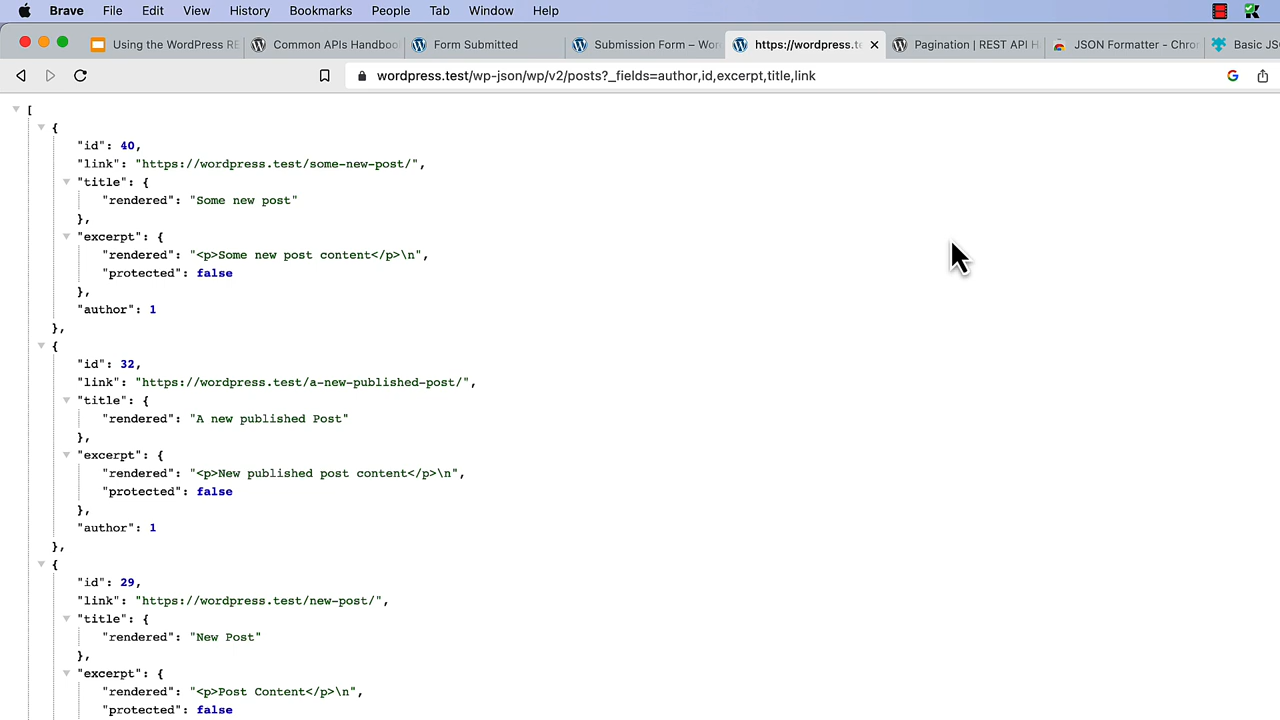 Brave File Edit View History Bookmarks People Tab Window Help
Using the WordPress RE Common APIs Handboo Form Submitted Submission Form – Wor https://wordpress.te Pagination | REST API H JSON Formatter - Chro Basic JS
wordpress.test/wp-json/wp/v2/posts?_fields=author,id,excerpt,title,link
[
{
"id": 40,
"link": "https://wordpress.test/some-new-post/",
"title": {
"rendered": "Some new post"
},
"excerpt": {
"rendered": "<p>Some new post content</p>\n",
"protected": false
},
"author": 1
},
{
"id": 32,
"link": "https://wordpress.test/a-new-published-post/",
"title": {
"rendered": "A new published Post"
},
"excerpt": {
"rendered": "<p>New published post content</p>\n",
"protected": false
},
"author": 1
},
{
"id": 29,
"link": "https://wordpress.test/new-post/",
"title": {
"rendered": "New Post"
},
"excerpt": {
"rendered": "<p>Post Content</p>\n",
"protected": false